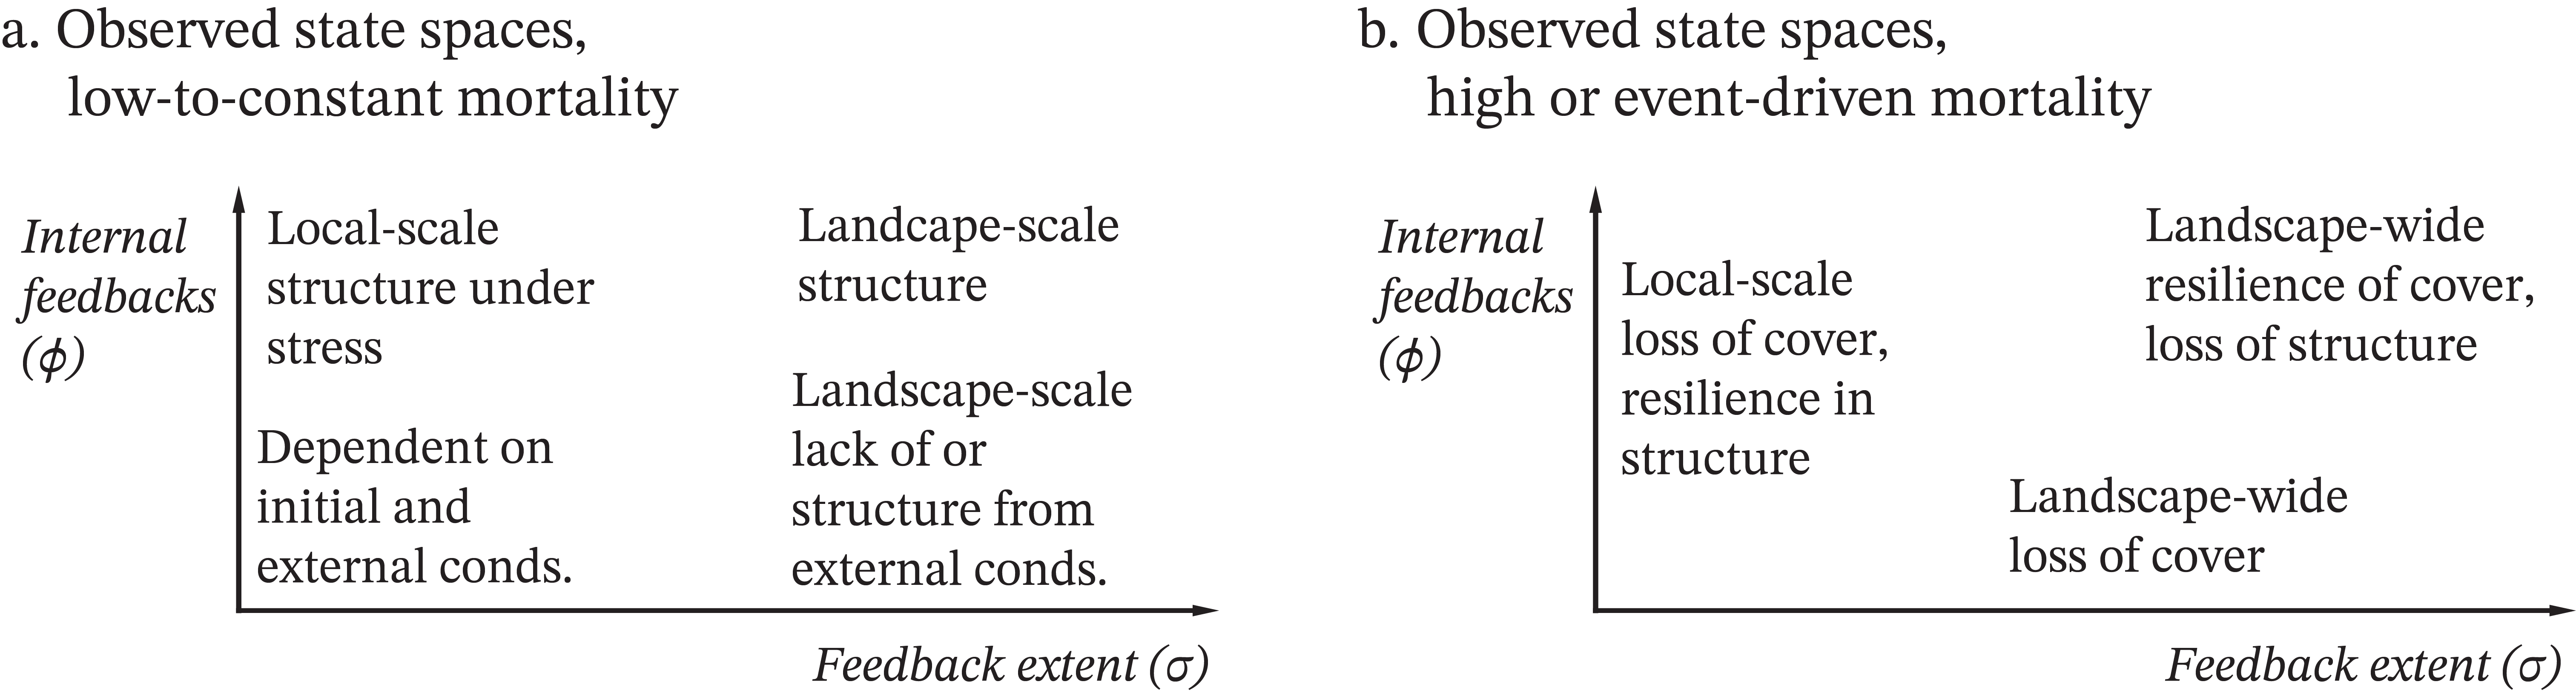 a. Observed state spaces,
low-to-constant mortality
Internal
feedbacks
(ϕ)
Local-scale
structure under
stress
Landcape-scale
structure
Dependent on
initial and
external conds.
Landscape-scale
lack of or
structure from
external conds.
Feedback extent (σ)
b. Observed state spaces,
high or event-driven mortality
Internal
feedbacks
(ϕ)
Local-scale
loss of cover,
resilience in
structure
Landscape-wide
resilience of cover,
loss of structure
Landscape-wide
loss of cover
Feedback extent (σ)